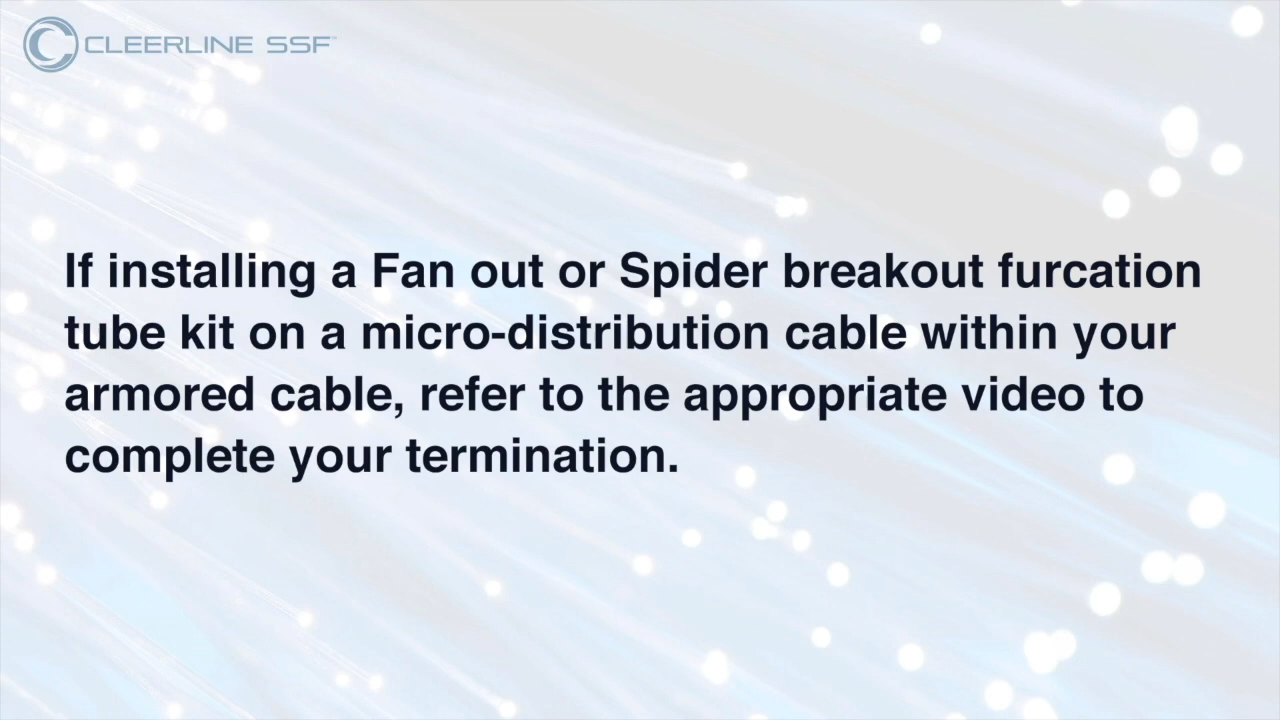 CLEERLINE SSF™
If installing a Fan out or Spider breakout furcation
tube kit on a micro-distribution cable within your
armored cable, refer to the appropriate video to
complete your termination.